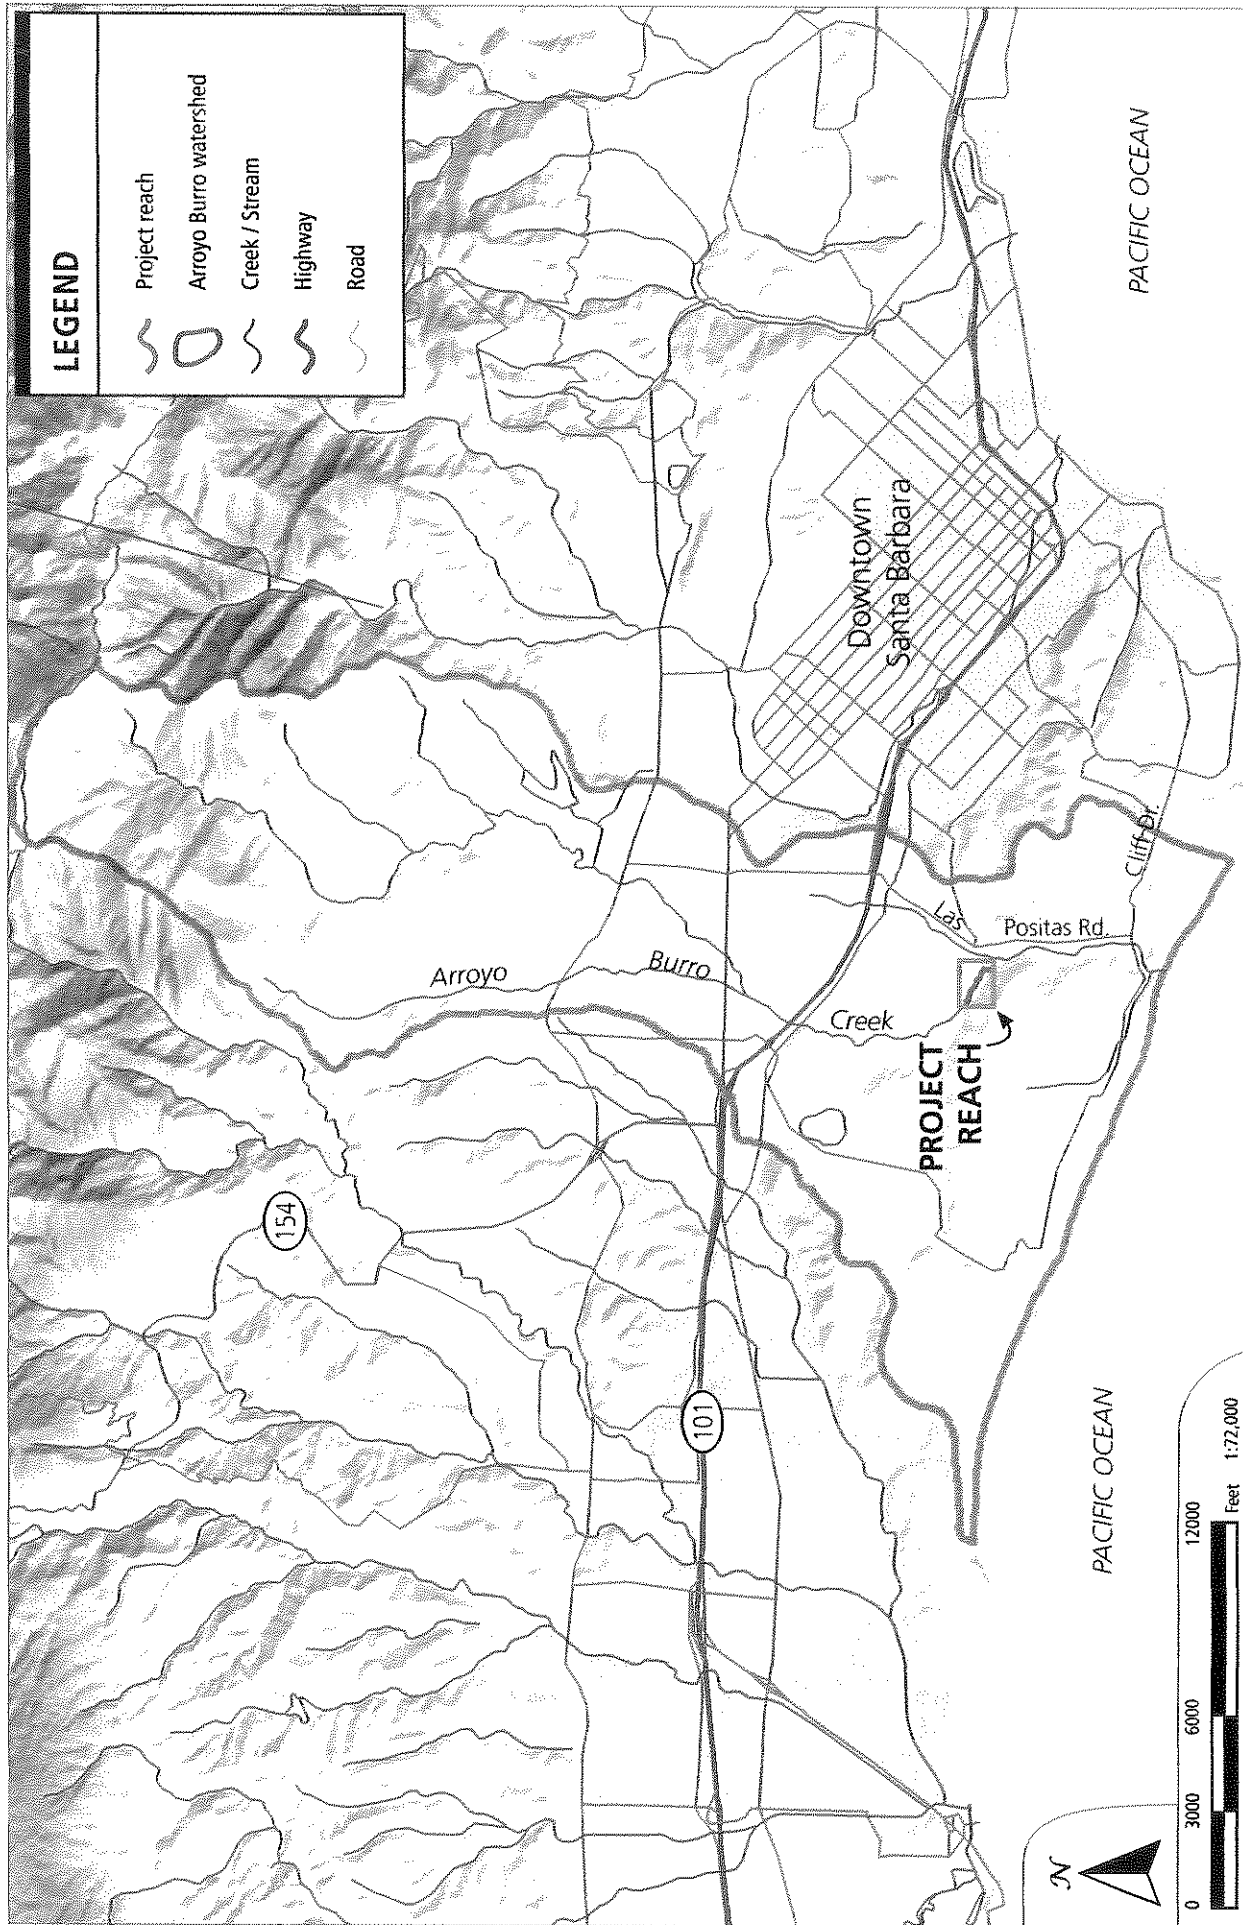 LEGEND
Project reach
Arroyo Burro watershed
Creek / Stream
Highway
Road
154
101
Arroyo
Burro
Creek
Las
Positas Rd.
Cliff Dr.
Downtown
Santa Barbara
PROJECT
REACH
PACIFIC OCEAN
PACIFIC OCEAN
N
0 3000 6000 12000
Feet 1:72,000